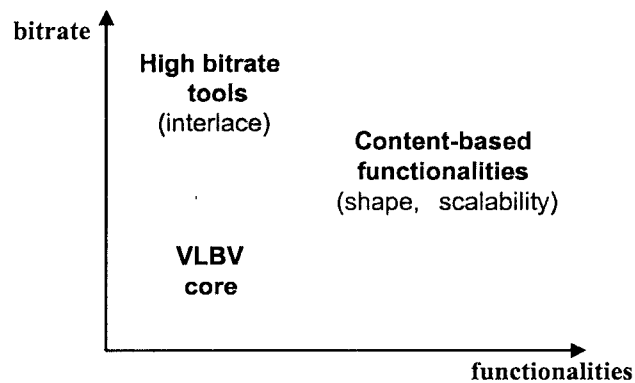 bitrate
High bitrate
tools
(interlace)
Content-based
functionalities
(shape, scalability)
VLBV
core
functionalities